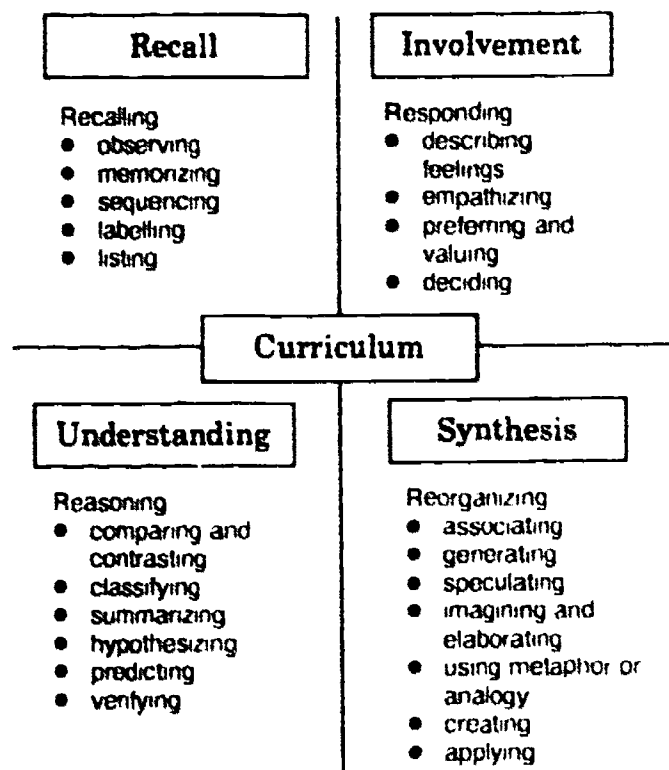 Recall
Recalling
● observing
● memorizing
● sequencing
● labelling
● listing
Involvement
Responding
● describing
feelings
● empathizing
● preferring and
valuing
● deciding
Curriculum
Understanding
Reasoning
● comparing and
contrasting
● classifying
● summarizing
● hypothesizing
● predicting
● verifying
Synthesis
Reorganizing
● associating
● generating
● speculating
● imagining and
elaborating
● using metaphor or
analogy
● creating
● applying